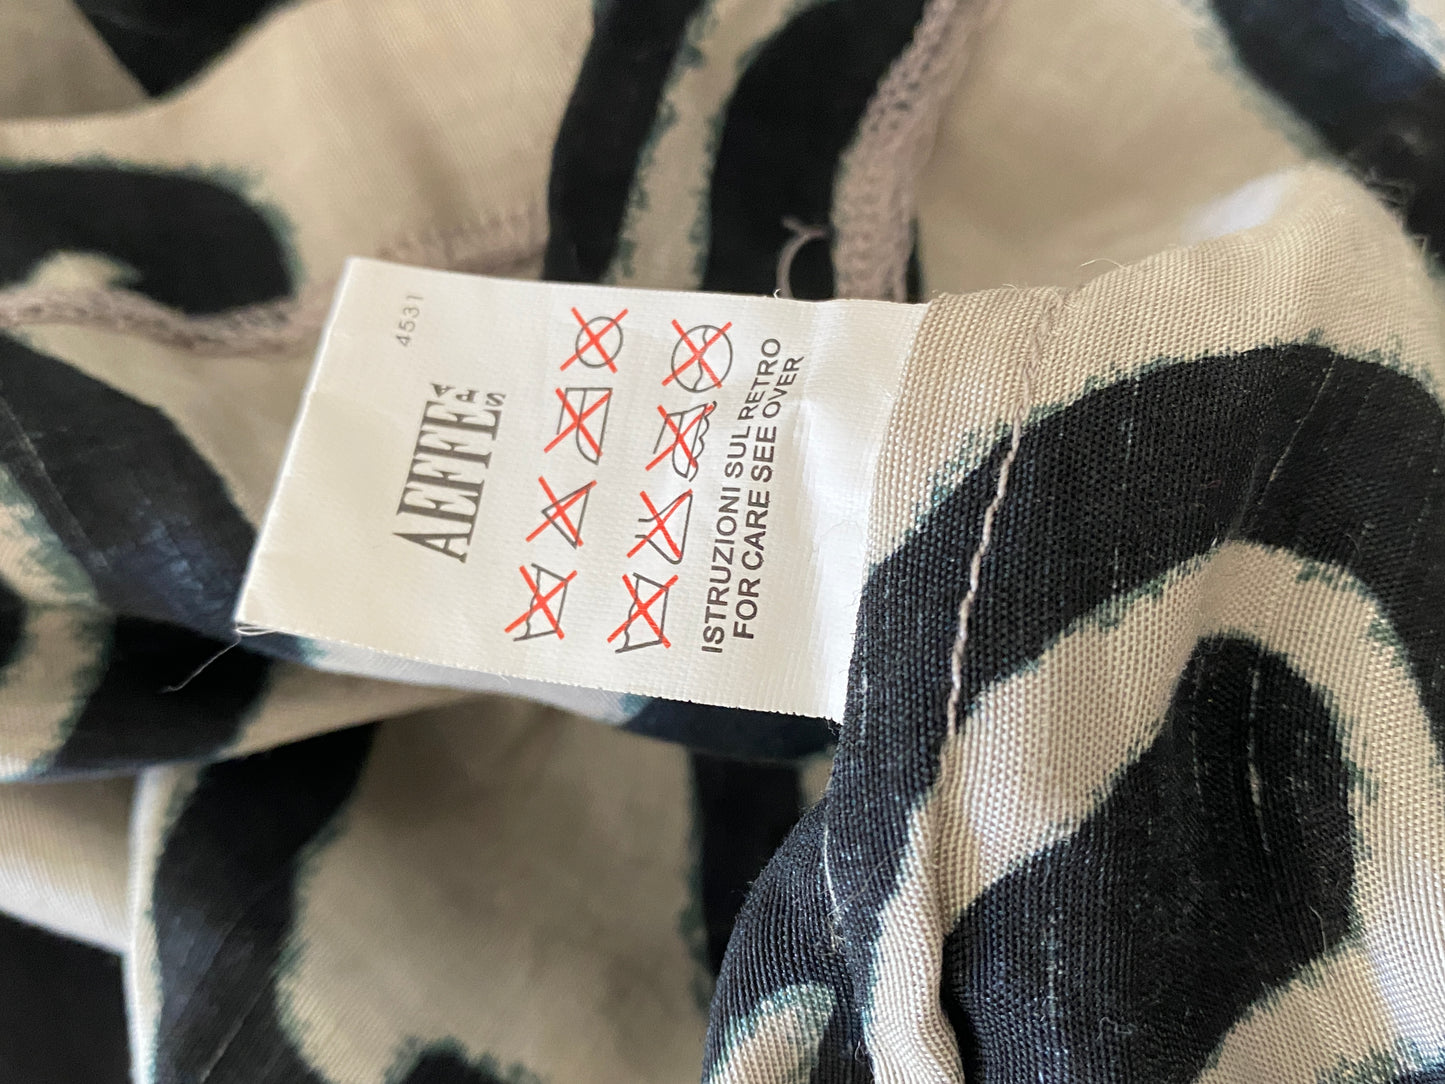 4531
AEFFE
SPA
ISTRUZIONI SUL RETRO
FOR CARE SEE OVER